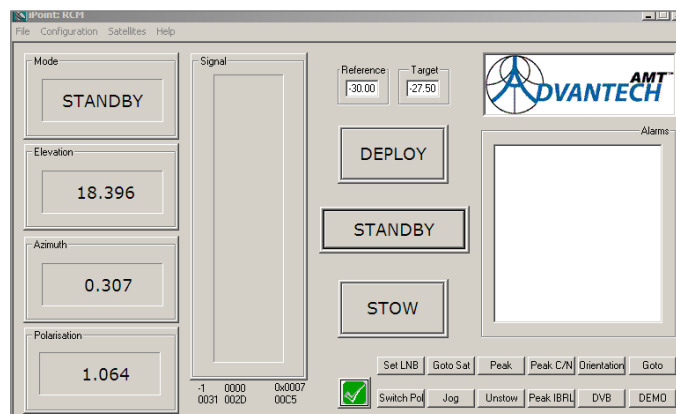 iPoint: RCM
File Configuration Satellites Help
Mode
STANDBY
Elevation
18.396
Azimuth
0.307
Polarisation
1.064
Signal
-1 0000 0x0007
0031 002D 00C5
Reference
-30.00
Target
-27.50
DEPLOY
STANDBY
STOW
ADVANTECH
AMT™
Alarms
Set LNB Goto Sat Peak Peak C/N Orientation Goto
Switch Pol Jog Unstow Peak IBRL DVB DEMO